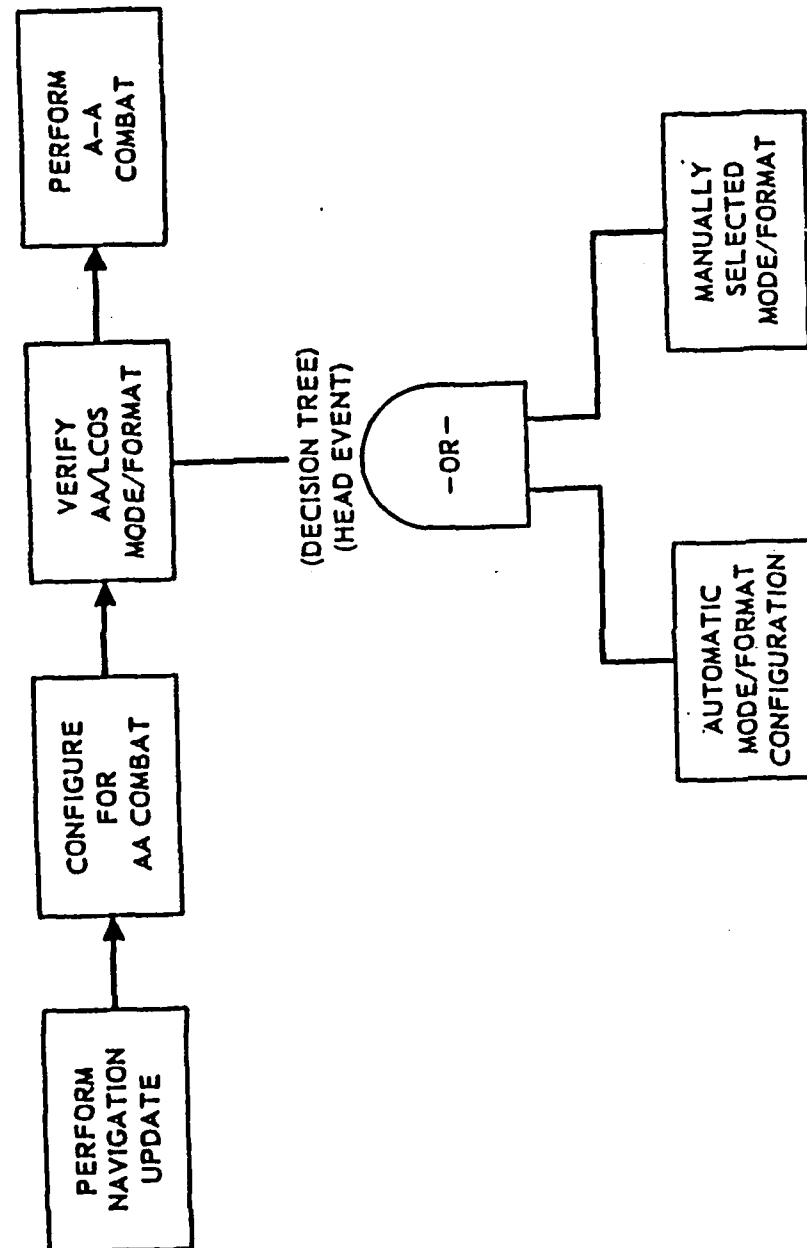 PERFORM
NAVIGATION
UPDATE
CONFIGURE
FOR
AA COMBAT
VERIFY
AA/LCOS
MODE/FORMAT
PERFORM
A-A
COMBAT
(DECISION TREE)
(HEAD EVENT)
-OR-
AUTOMATIC
MODE/FORMAT
CONFIGURATION
MANUALLY
SELECTED
MODE/FORMAT